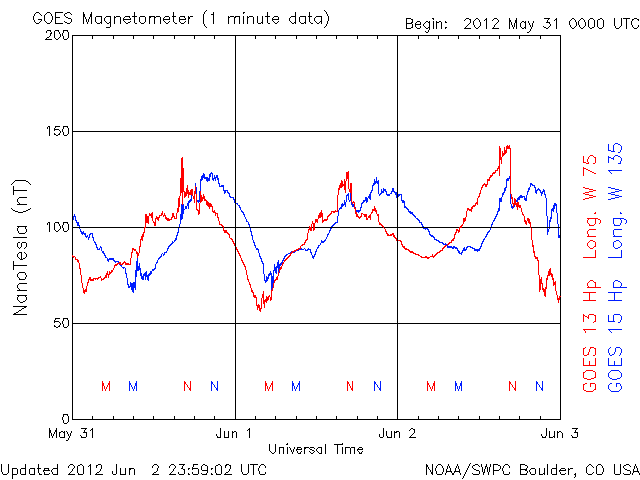 GOES Magnetometer (1 minute data)
Begin: 2012 May 31 0000 UTC
200
150
100
50
0
NanoTesla (nT)
M M N N M M N N M M N N
May 31 Jun 1 Jun 2 Jun 3
Universal Time
GOES 13 Hp Long. W 75
GOES 15 Hp Long. W 135
Updated 2012 Jun 2 23:59:02 UTC
NOAA/SWPC Boulder, CO USA